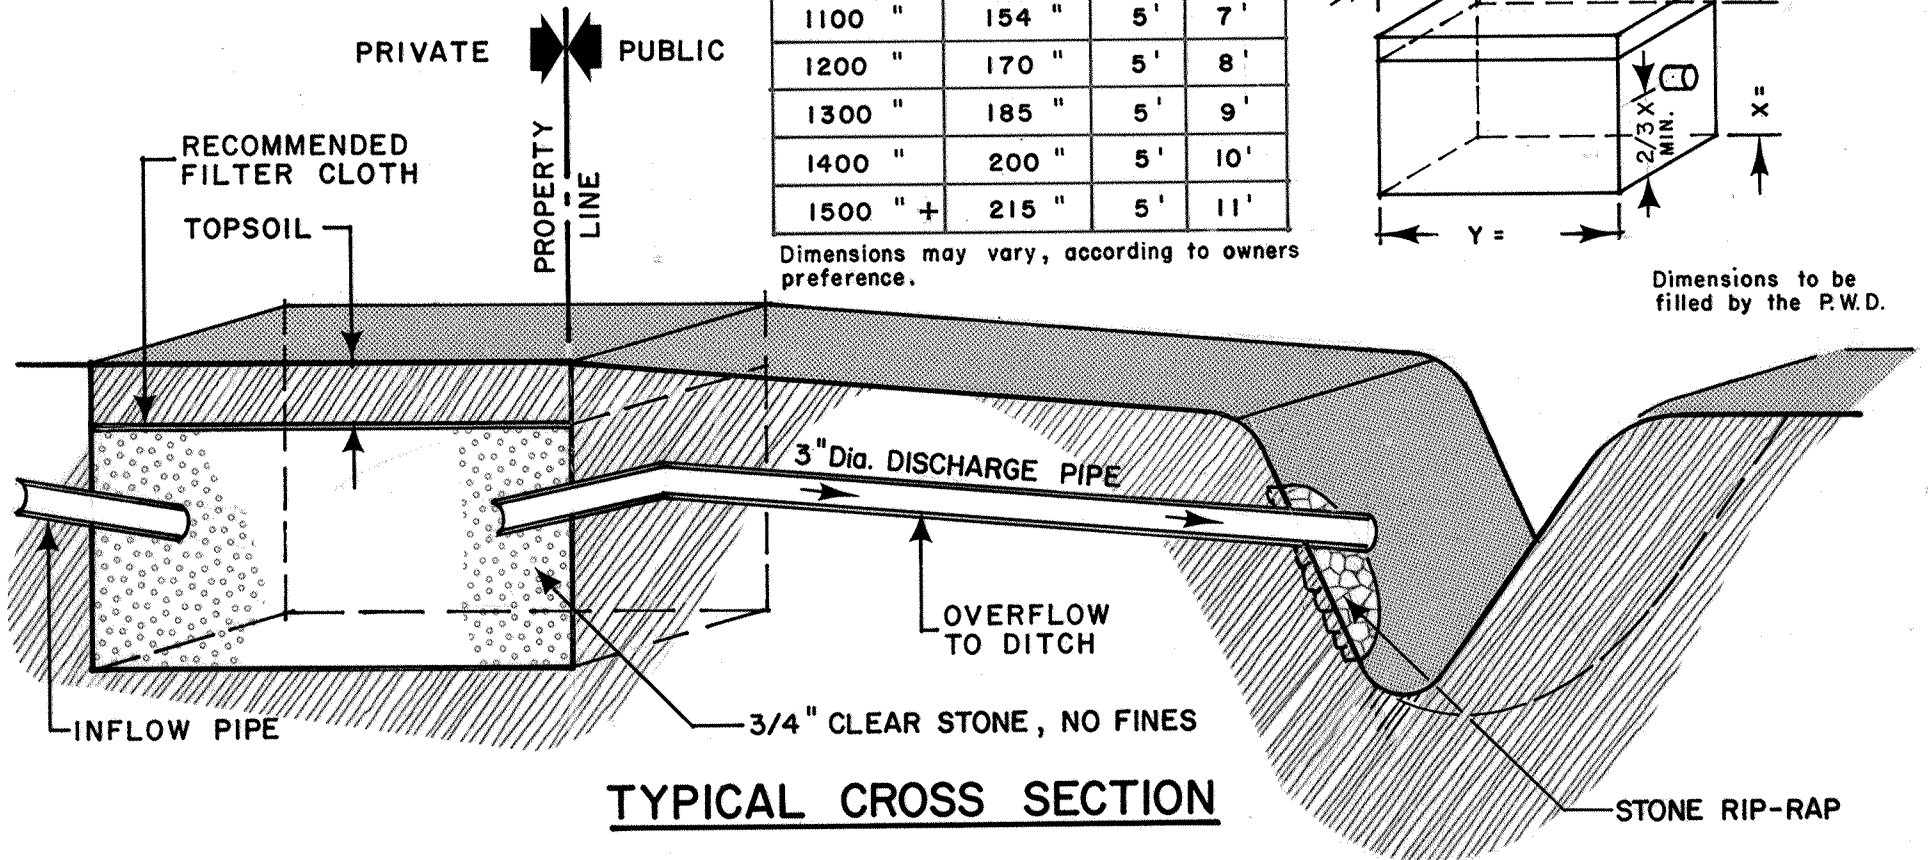 1100 " 154 " 5' 7'
1200 " 170 " 5' 8'
1300 " 185 " 5' 9'
1400 " 200 " 5' 10'
1500 " + 215 " 5' 11'
Dimensions may vary, according to owners
preference.
PRIVATE PUBLIC
PROPERTY
LINE
RECOMMENDED
FILTER CLOTH
TOPSOIL
2/3 X
MIN.
X =
Y =
Dimensions to be
filled by the P.W.D.
3" Dia. DISCHARGE PIPE
OVERFLOW
TO DITCH
INFLOW PIPE
3/4" CLEAR STONE, NO FINES
STONE RIP-RAP
TYPICAL CROSS SECTION